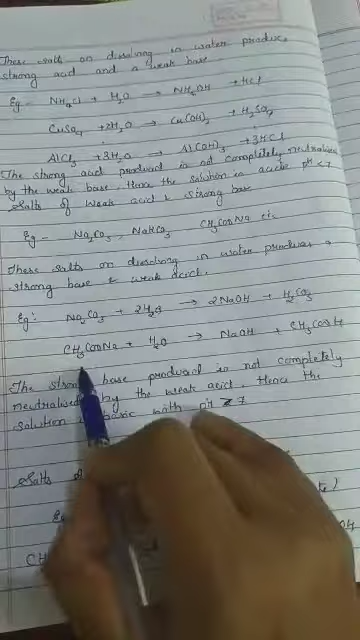 These salts on dissolving in water produce
strong acid and a weak base.
Eg - NH4Cl + H2O → NH4OH + HCl
CuSO4 + 2H2O → Cu(OH)2 + H2SO4
AlCl3 + 3H2O → Al(OH)3 + 3HCl
The strong acid produced is not completely neutralised
by the weak base. Hence the solution is acidic pH < 7
Salts of weak acid & strong base
Eg - Na2CO3, NaHCO3 CH3COONa etc
These salts on dissolving in water produces a
strong base & weak acid.
Eg: Na2CO3 + 2H2O → 2NaOH + H2CO3
CH3COONa + H2O → NaOH + CH3COOH
The strong base produced is not completely
neutralised by the weak acid. Hence the
solution is basic with pH > 7
Salts
Eg
CH